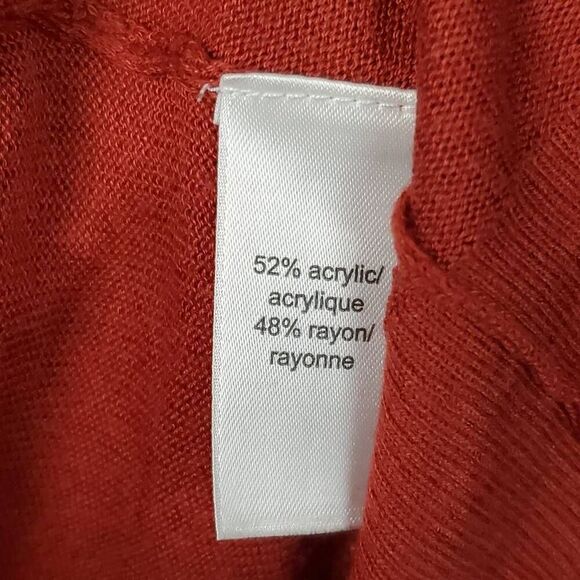 52% acrylic/
acrylique
48% rayon/
rayonne